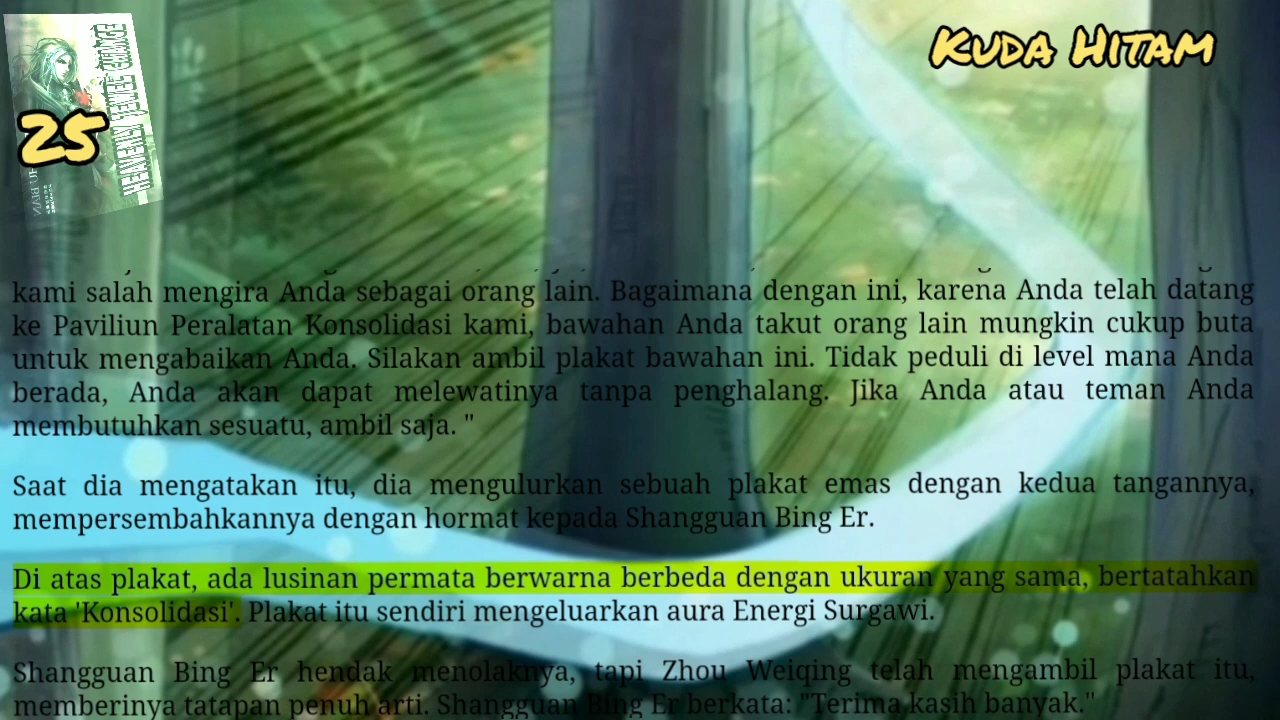 Kuda Hitam
HEAVENLY JEWEL CHANGE
25
kami salah mengira Anda sebagai orang lain. Bagaimana dengan ini, karena Anda telah datang
ke Paviliun Peralatan Konsolidasi kami, bawahan Anda takut orang lain mungkin cukup buta
untuk mengabaikan Anda. Silakan ambil plakat bawahan ini. Tidak peduli di level mana Anda
berada, Anda akan dapat melewatinya tanpa penghalang. Jika Anda atau teman Anda
membutuhkan sesuatu, ambil saja. "
Saat dia mengatakan itu, dia mengulurkan sebuah plakat emas dengan kedua tangannya,
mempersembahkannya dengan hormat kepada Shangguan Bing Er.
Di atas plakat, ada lusinan permata berwarna berbeda dengan ukuran yang sama, bertatahkan
kata 'Konsolidasi'. Plakat itu sendiri mengeluarkan aura Energi Surgawi.
Shangguan Bing Er hendak menolaknya, tapi Zhou Weiqing telah mengambil plakat itu,
memberinya tatapan penuh arti. Shangguan Bing Er berkata: "Terima kasih banyak."